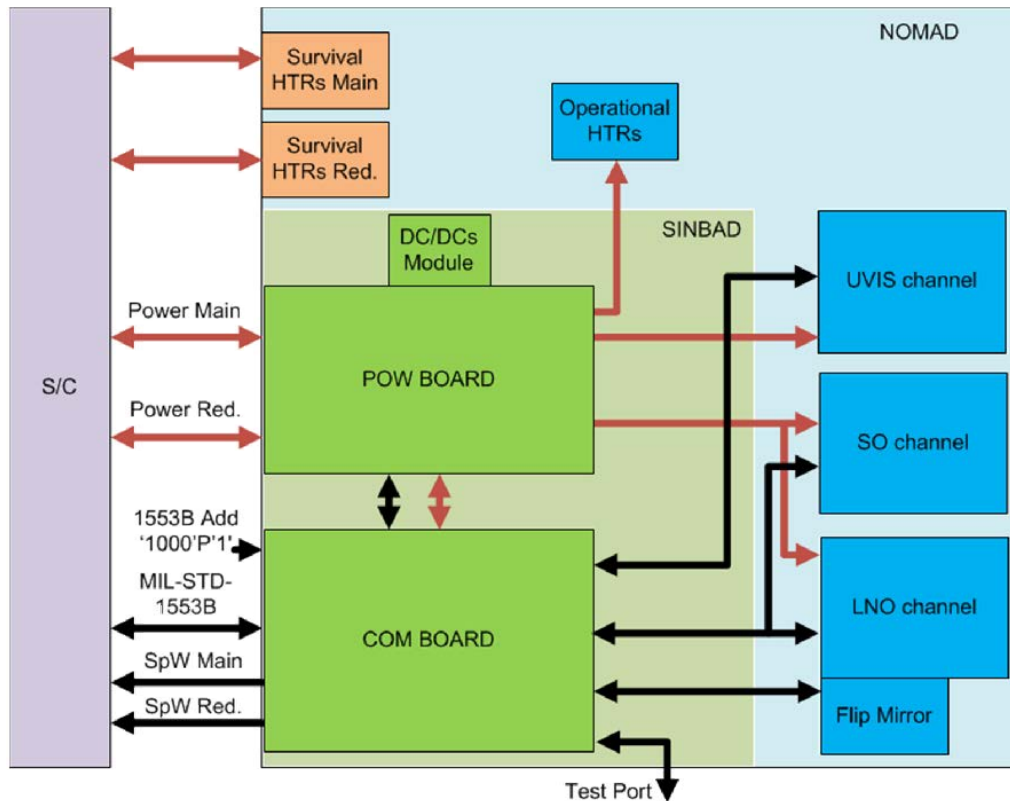 NOMAD
Survival
HTRs Main
Operational
HTRs
Survival
HTRs Red.
SINBAD
DC/DCs
Module
UVIS channel
Power Main
POW BOARD
S/C
Power Red.
SO channel
1553B Add
‘1000’P’1'
MIL-STD-
1553B
LNO channel
COM BOARD
SpW Main
SpW Red.
Flip Mirror
Test Port